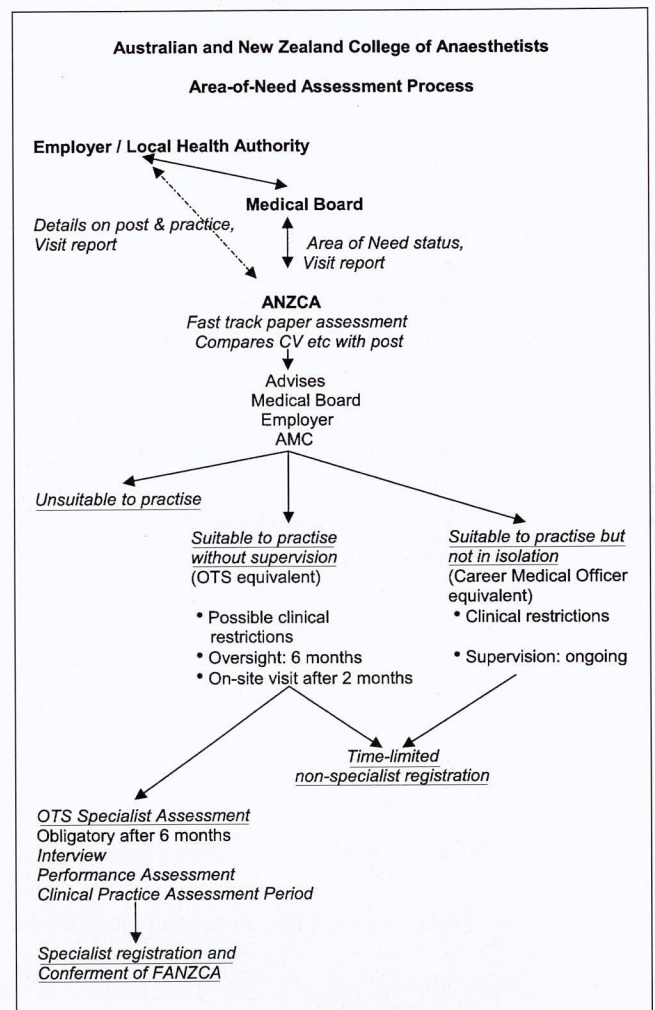 Australian and New Zealand College of Anaesthetists
Area-of-Need Assessment Process
Employer / Local Health Authority
Medical Board
Details on post & practice,
Visit report
Area of Need status,
Visit report
ANZCA
Fast track paper assessment
Compares CV etc with post
Advises
Medical Board
Employer
AMC
Unsuitable to practise
Suitable to practise
without supervision
(OTS equivalent)
• Possible clinical
restrictions
• Oversight: 6 months
• On-site visit after 2 months
Suitable to practise but
not in isolation
(Career Medical Officer
equivalent)
• Clinical restrictions
• Supervision: ongoing
Time-limited
non-specialist registration
OTS Specialist Assessment
Obligatory after 6 months
Interview
Performance Assessment
Clinical Practice Assessment Period
Specialist registration and
Conferment of FANZCA